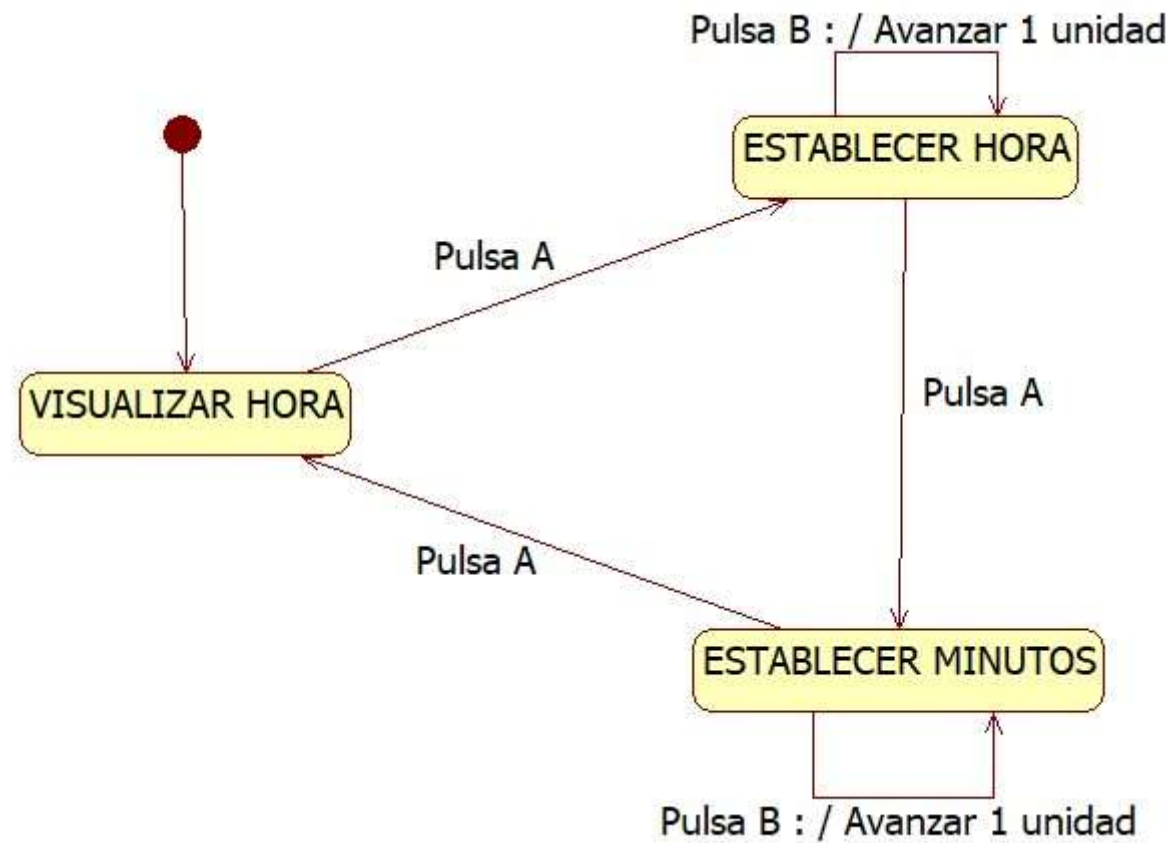 Pulsa B : / Avanzar 1 unidad
ESTABLECER HORA
Pulsa A
VISUALIZAR HORA
Pulsa A
Pulsa A
ESTABLECER MINUTOS
Pulsa B : / Avanzar 1 unidad